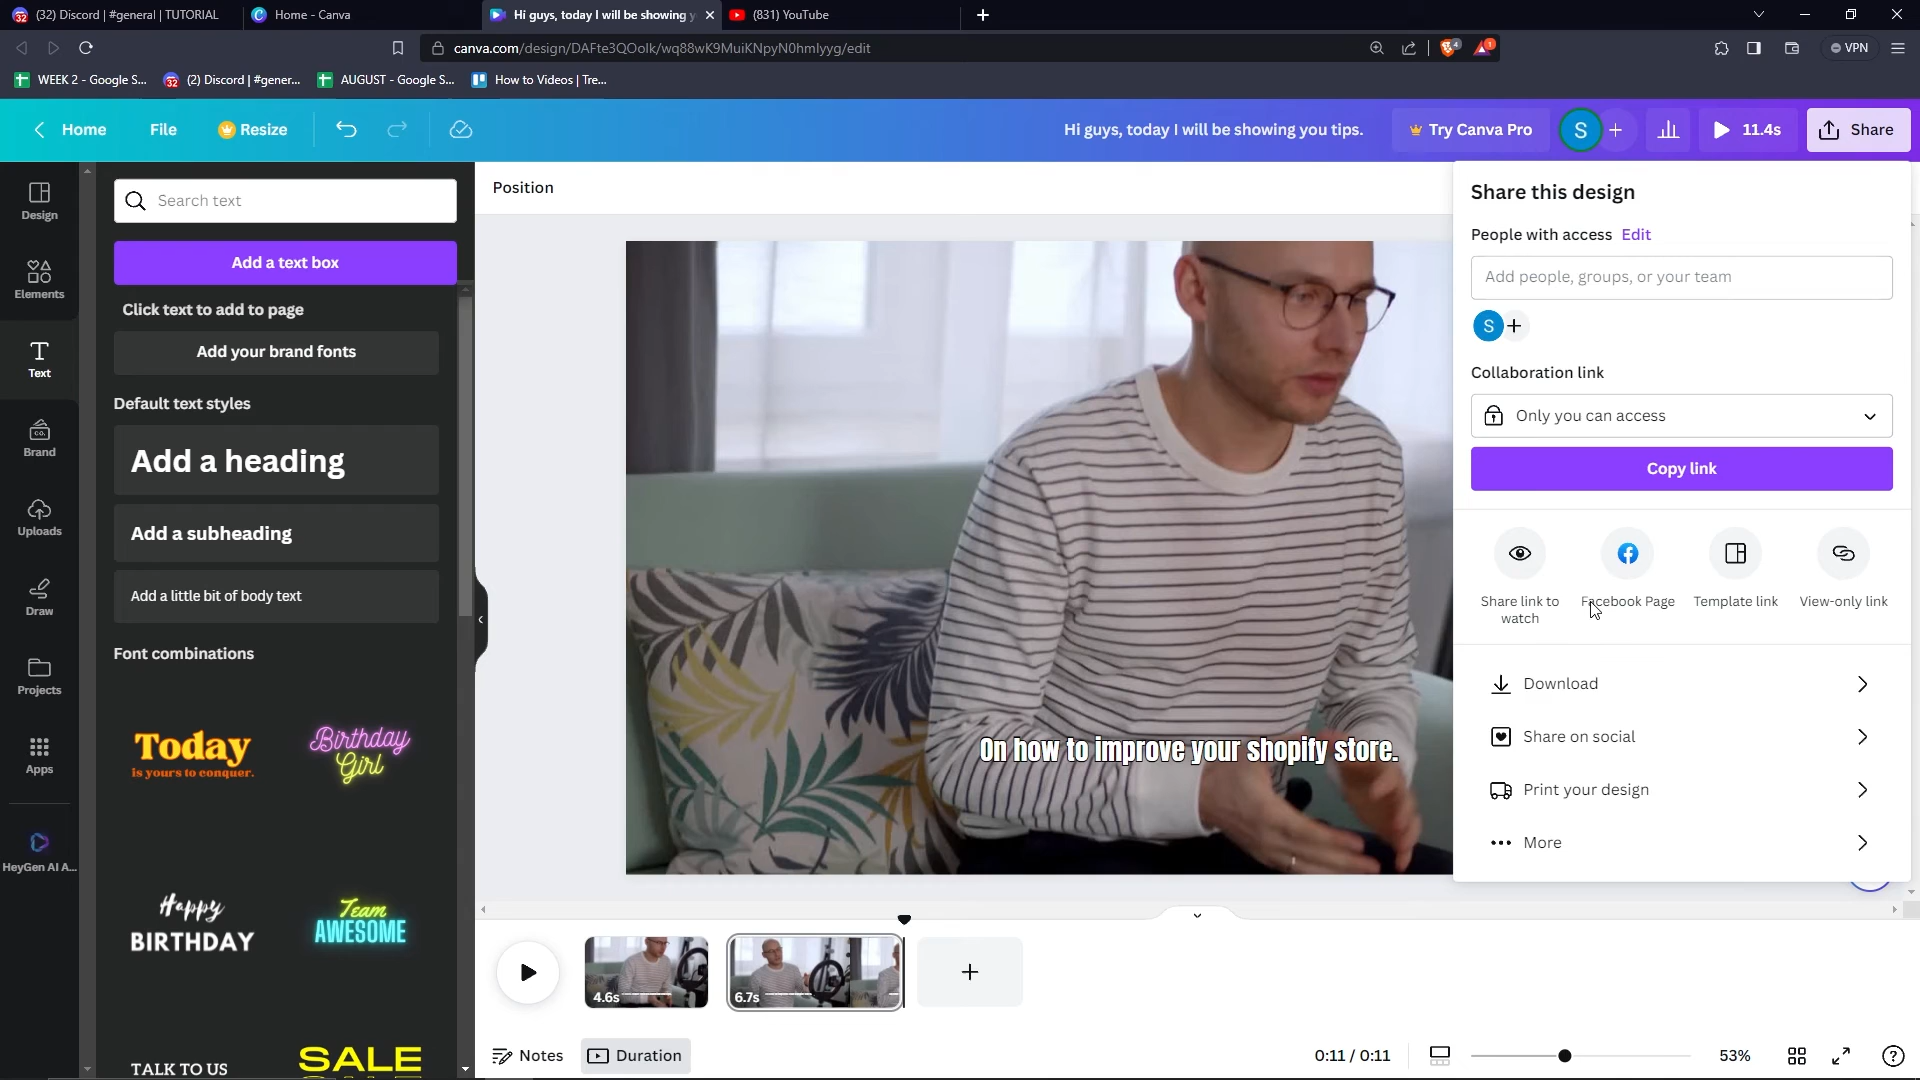 (32) Discord | #general | TUTORIAL
Home - Canva
Hi guys, today I will be showing y
(831) YouTube
canva.com/design/DAFte3QOolk/wq88wK9MuiKNpyN0hmlyyg/edit
VPN
WEEK 2 - Google S...
(2) Discord | #gener...
AUGUST - Google S...
How to Videos | Tre...
Home
File
Resize
Hi guys, today I will be showing you tips.
Try Canva Pro
S
11.4s
Share
Design
Elements
Text
Brand
Uploads
Draw
Projects
Apps
HeyGen AI A...
Search text
Add a text box
Click text to add to page
Add your brand fonts
Default text styles
Add a heading
Add a subheading
Add a little bit of body text
Font combinations
Today
is yours to conquer.
Birthday
Girl
Happy
BIRTHDAY
Team
AWESOME
TALK TO US
SALE
Position
On how to improve your shopify store.
Share this design
People with access Edit
Add people, groups, or your team
S
Collaboration link
Only you can access
Copy link
Share link to
watch
Facebook Page
Template link
View-only link
Download
Share on social
Print your design
More
4.6s
6.7s
Notes
Duration
0:11 / 0:11
53%